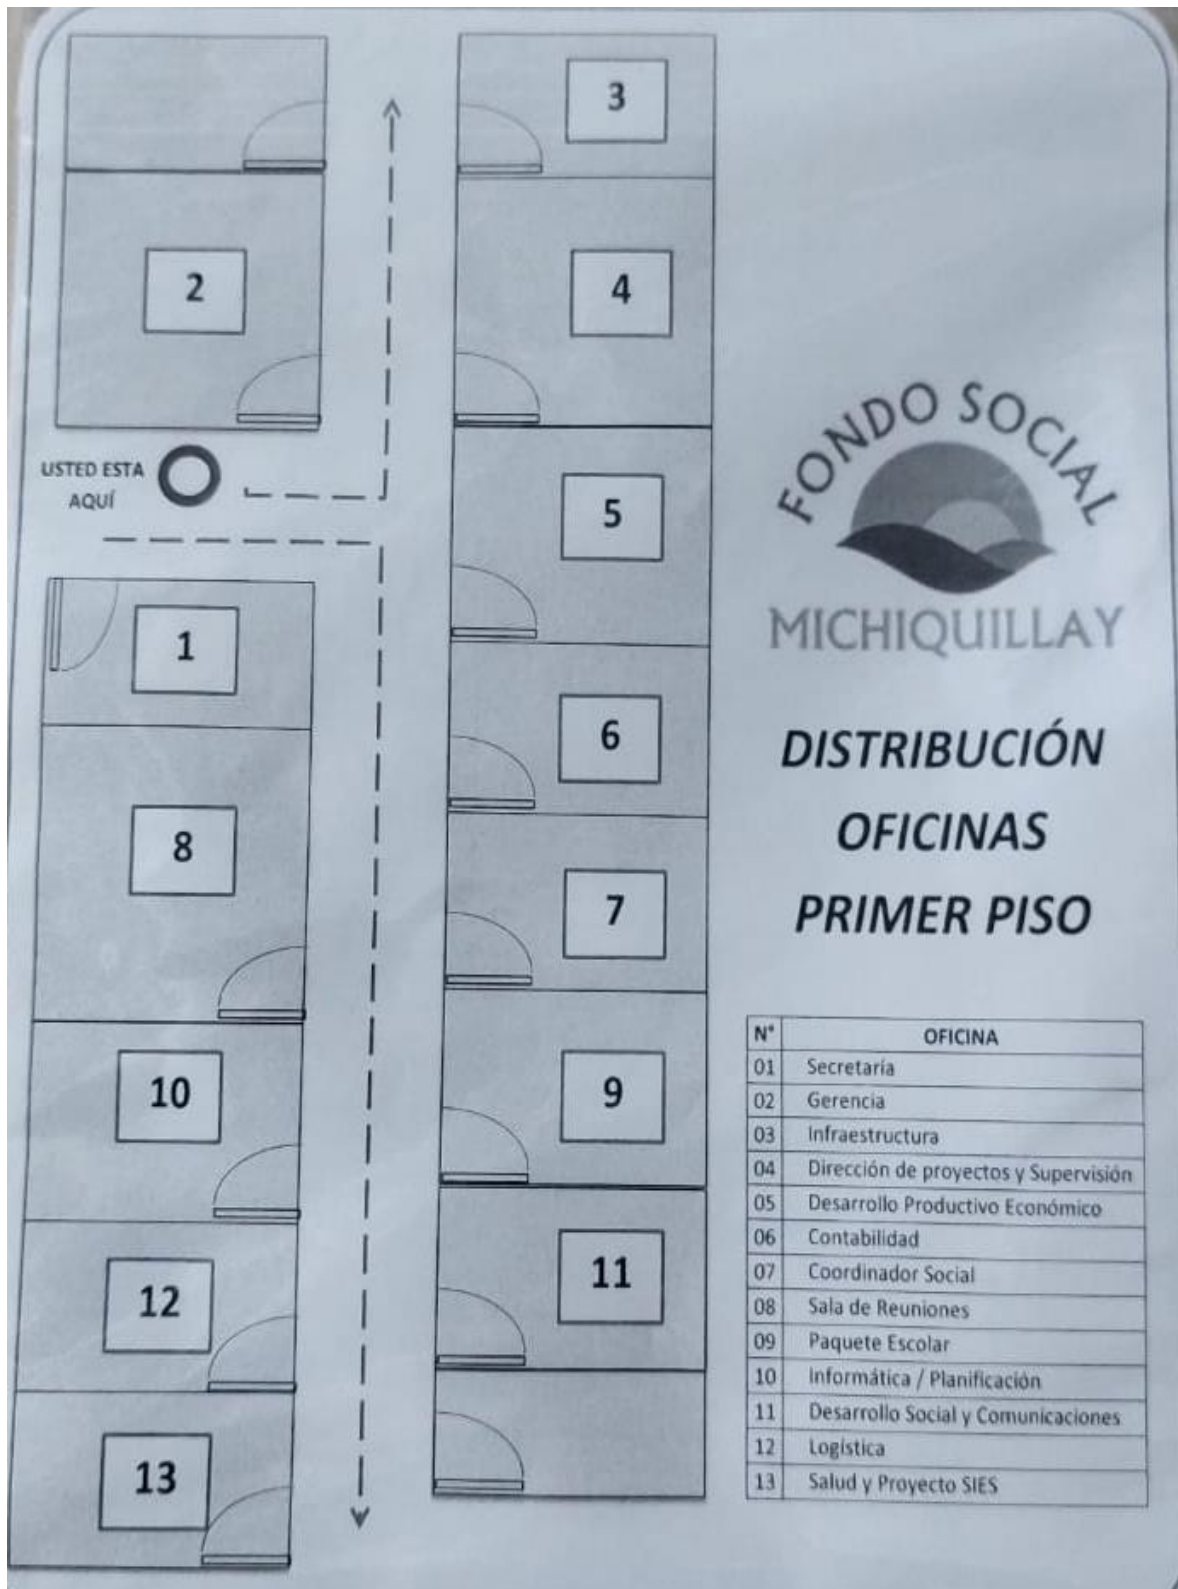 3
2
4
USTED ESTA
AQUÍ
5
1
6
8
7
10
9
12
11
13
FONDO SOCIAL
MICHIQUILLAY
DISTRIBUCIÓN
OFICINAS
PRIMER PISO
N° OFICINA
01 Secretaría
02 Gerencia
03 Infraestructura
04 Dirección de proyectos y Supervisión
05 Desarrollo Productivo Económico
06 Contabilidad
07 Coordinador Social
08 Sala de Reuniones
09 Paquete Escolar
10 Informática / Planificación
11 Desarrollo Social y Comunicaciones
12 Logística
13 Salud y Proyecto SIES